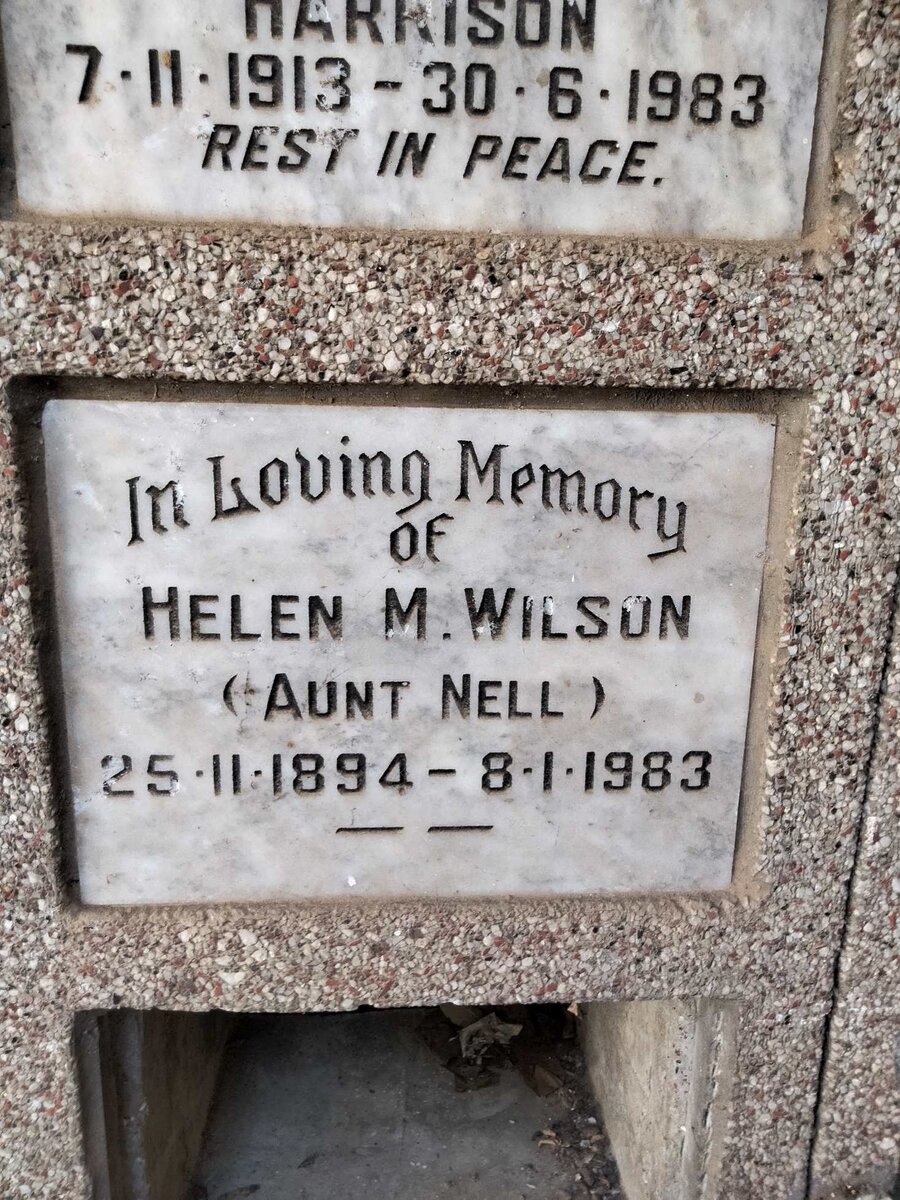 HARRISON
7·11·1913-30·6·1983
REST IN PEACE.
In Loving Memory
of
HELEN M. WILSON
(AUNT NELL)
25·11·1894-8·1·1983